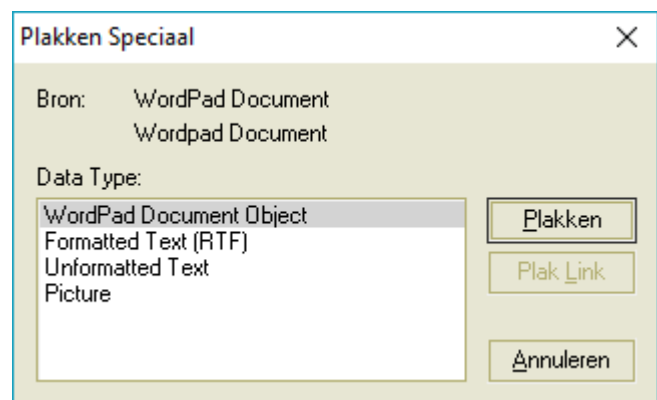 Plakken Speciaal
Bron: WordPad Document
Wordpad Document
Data Type:
WordPad Document Object
Formatted Text (RTF)
Unformatted Text
Picture
Plakken
Plak Link
Annuleren